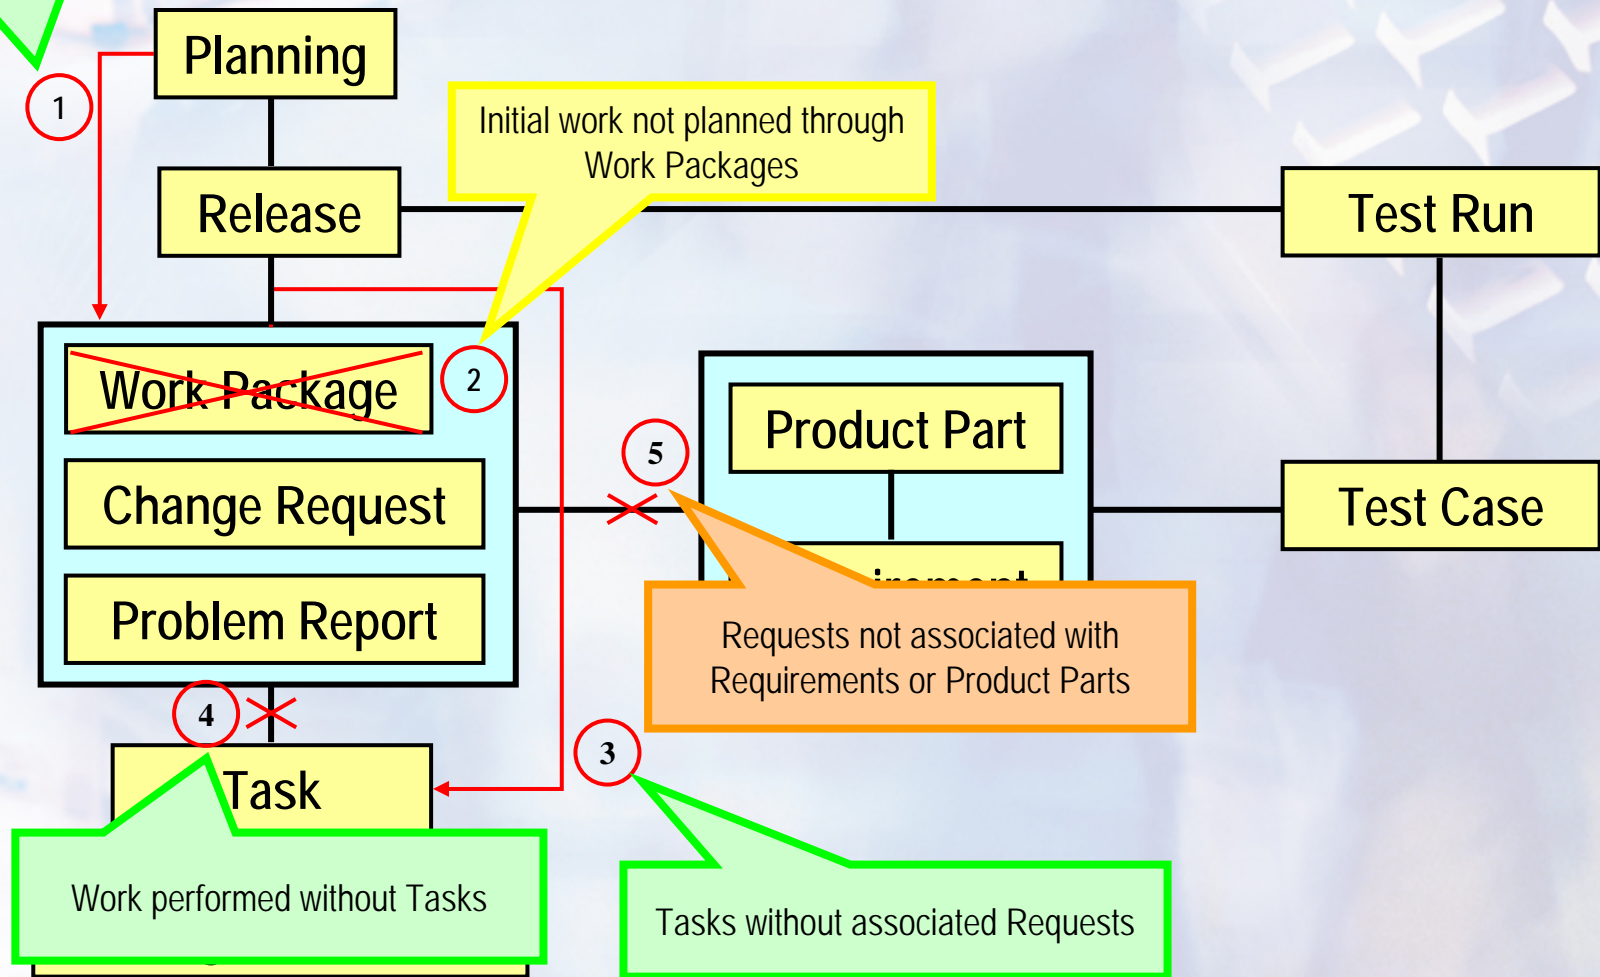 Planning
1
Initial work not planned through
Work Packages
Release
Test Run
Work Package
2
Product Part
5
Change Request
Test Case
Problem Report
Requests not associated with
Requirements or Product Parts
4
3
Task
Work performed without Tasks
Tasks without associated Requests